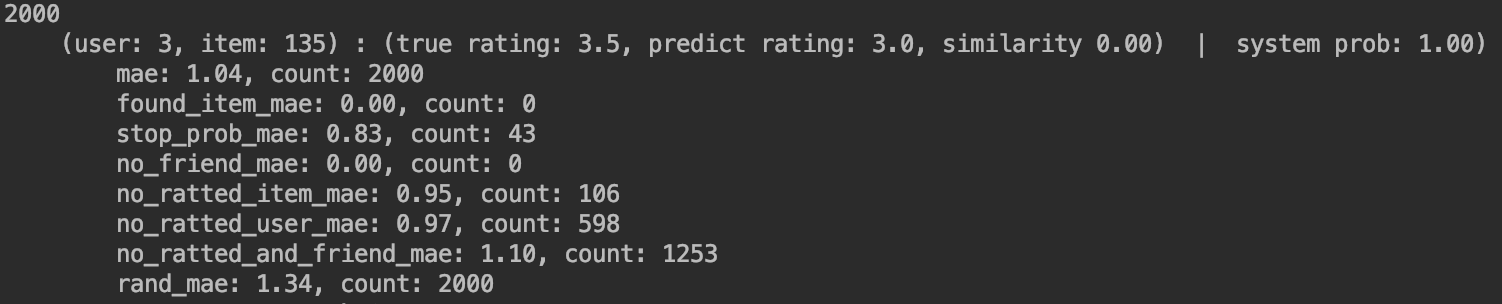 2000
(user: 3, item: 135) : (true rating: 3.5, predict rating: 3.0, similarity 0.00)  |  system prob: 1.00)
mae: 1.04, count: 2000
found_item_mae: 0.00, count: 0
stop_prob_mae: 0.83, count: 43
no_friend_mae: 0.00, count: 0
no_ratted_item_mae: 0.95, count: 106
no_ratted_user_mae: 0.97, count: 598
no_ratted_and_friend_mae: 1.10, count: 1253
rand_mae: 1.34, count: 2000